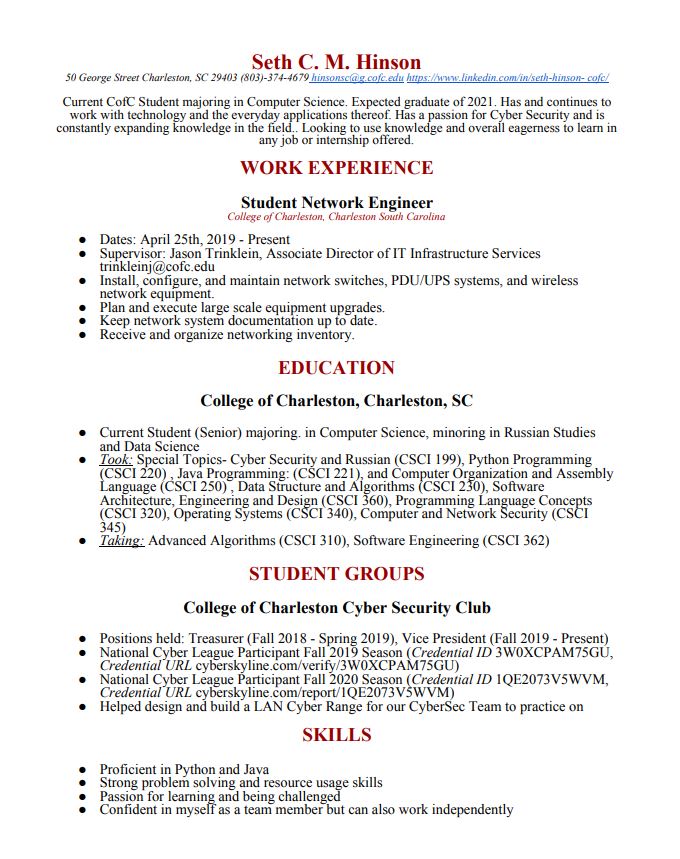 Seth C. M. Hinson
50 George Street Charleston, SC 29403 (803)-374-4679 hinsonsc@g.cofc.edu https://www.linkedin.com/in/seth-hinson- cofc/
Current CofC Student majoring in Computer Science. Expected graduate of 2021. Has and continues to
work with technology and the everyday applications thereof. Has a passion for Cyber Security and is
constantly expanding knowledge in the field.. Looking to use knowledge and overall eagerness to learn in
any job or internship offered.
WORK EXPERIENCE
Student Network Engineer
College of Charleston, Charleston South Carolina
● Dates: April 25th, 2019 - Present
● Supervisor: Jason Trinklein, Associate Director of IT Infrastructure Services
trinkleinj@cofc.edu
● Install, configure, and maintain network switches, PDU/UPS systems, and wireless
network equipment.
● Plan and execute large scale equipment upgrades.
● Keep network system documentation up to date.
● Receive and organize networking inventory.
EDUCATION
College of Charleston, Charleston, SC
● Current Student (Senior) majoring. in Computer Science, minoring in Russian Studies
and Data Science
● Took: Special Topics- Cyber Security and Russian (CSCI 199), Python Programming
(CSCI 220) , Java Programming: (CSCI 221), and Computer Organization and Assembly
Language (CSCI 250) , Data Structure and Algorithms (CSCI 230), Software
Architecture, Engineering and Design (CSCI 360), Programming Language Concepts
(CSCI 320), Operating Systems (CSCI 340), Computer and Network Security (CSCI
345)
● Taking: Advanced Algorithms (CSCI 310), Software Engineering (CSCI 362)
STUDENT GROUPS
College of Charleston Cyber Security Club
● Positions held: Treasurer (Fall 2018 - Spring 2019), Vice President (Fall 2019 - Present)
● National Cyber League Participant Fall 2019 Season (Credential ID 3W0XCPAM75GU,
Credential URL cyberskyline.com/verify/3W0XCPAM75GU)
● National Cyber League Participant Fall 2020 Season (Credential ID 1QE2073V5WVM,
Credential URL cyberskyline.com/report/1QE2073V5WVM)
● Helped design and build a LAN Cyber Range for our CyberSec Team to practice on
SKILLS
● Proficient in Python and Java
● Strong problem solving and resource usage skills
● Passion for learning and being challenged
● Confident in myself as a team member but can also work independently